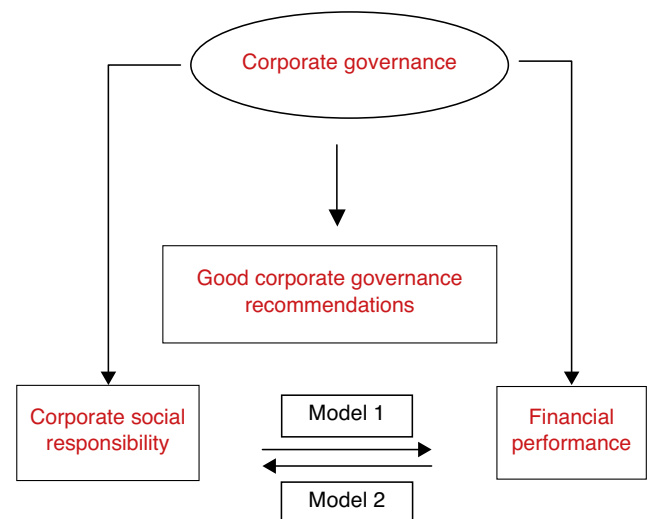 Corporate governance
Good corporate governance
recommendations
Corporate social
responsibility
Model 1
Financial
performance
Model 2